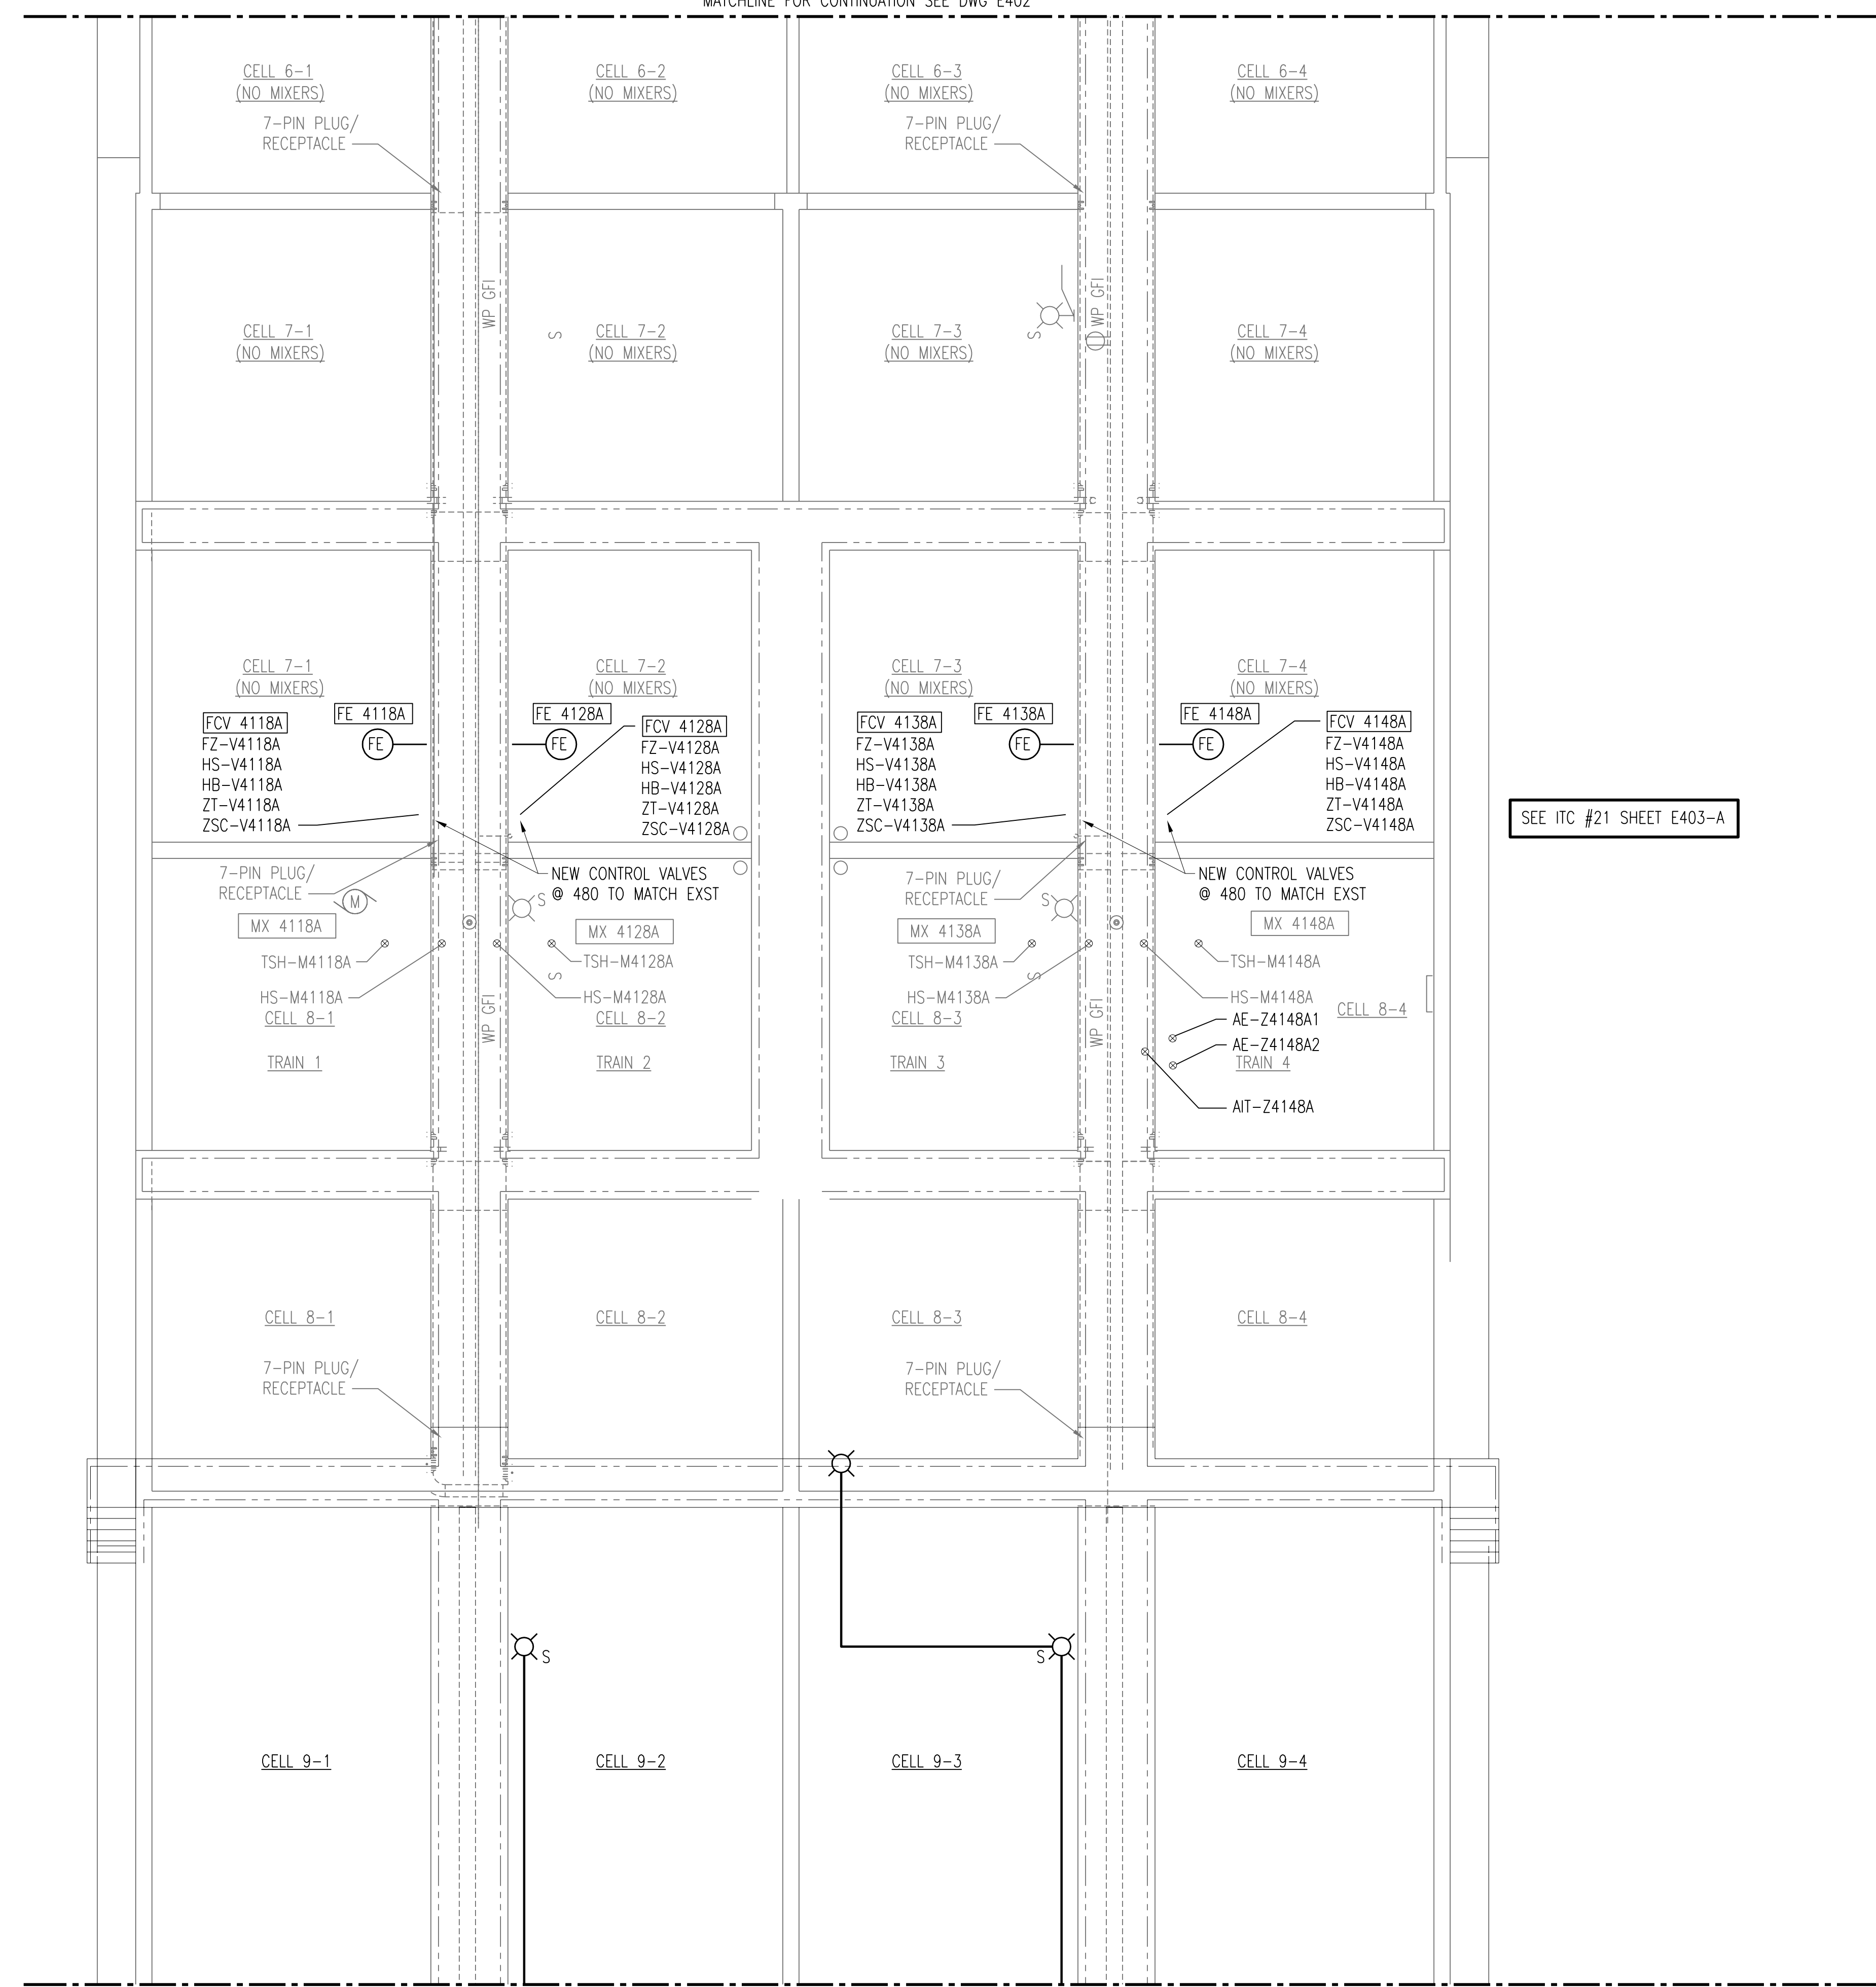 MATCHLINE FOR CONTINUATION SEE DWG E402
CELL 6-1
(NO MIXERS)
CELL 6-2
(NO MIXERS)
CELL 6-3
(NO MIXERS)
CELL 6-4
(NO MIXERS)
7-PIN PLUG/
RECEPTACLE
7-PIN PLUG/
RECEPTACLE
WP GFI
WP GFI
CELL 7-1
(NO MIXERS)
S
CELL 7-2
(NO MIXERS)
CELL 7-3
(NO MIXERS)
S
CELL 7-4
(NO MIXERS)
CELL 7-1
(NO MIXERS)
CELL 7-2
(NO MIXERS)
CELL 7-3
(NO MIXERS)
CELL 7-4
(NO MIXERS)
FCV 4118A
FZ-V4118A
HS-V4118A
HB-V4118A
ZT-V4118A
ZSC-V4118A
FE 4118A
FE
FE 4128A
FE
FCV 4128A
FZ-V4128A
HS-V4128A
HB-V4128A
ZT-V4128A
ZSC-V4128A
FCV 4138A
FZ-V4138A
HS-V4138A
HB-V4138A
ZT-V4138A
ZSC-V4138A
FE 4138A
FE
FE 4148A
FE
FCV 4148A
FZ-V4148A
HS-V4148A
HB-V4148A
ZT-V4148A
ZSC-V4148A
SEE ITC #21 SHEET E403-A
7-PIN PLUG/
RECEPTACLE
M
MX 4118A
TSH-M4118A
HS-M4118A
CELL 8-1
TRAIN 1
WP GFI
NEW CONTROL VALVES
@ 480 TO MATCH EXST
S
MX 4128A
TSH-M4128A
S
HS-M4128A
CELL 8-2
TRAIN 2
7-PIN PLUG/
RECEPTACLE
S
MX 4138A
TSH-M4138A
S
HS-M4138A
CELL 8-3
TRAIN 3
WP GFI
NEW CONTROL VALVES
@ 480 TO MATCH EXST
MX 4148A
TSH-M4148A
HS-M4148A
CELL 8-4
AE-Z4148A1
AE-Z4148A2
TRAIN 4
AIT-Z4148A
CELL 8-1
CELL 8-2
CELL 8-3
CELL 8-4
7-PIN PLUG/
RECEPTACLE
7-PIN PLUG/
RECEPTACLE
S
S
CELL 9-1
CELL 9-2
CELL 9-3
CELL 9-4